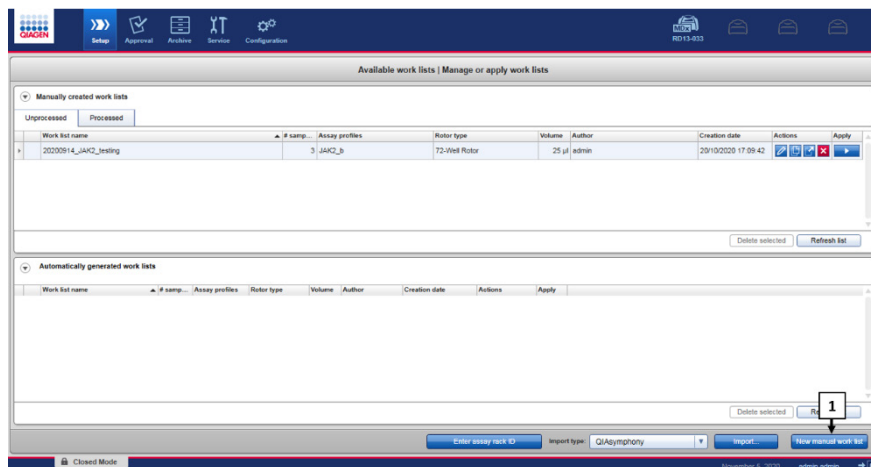 QIAGEN
Setup Approval Archive Service Configuration
MDx
RD13-033
Available work lists | Manage or apply work lists
Manually created work lists
Unprocessed Processed
Work list name # samp... Assay profiles Rotor type Volume Author Creation date Actions Apply
20200914_JAK2_testing 3 JAK2_b 72-Well Rotor 25 µl admin 20/10/2020 17:09:42
Delete selected Refresh list
Automatically generated work lists
Work list name # samp... Assay profiles Rotor type Volume Author Creation date Actions Apply
Delete selected Re
1
Enter assay rack ID Import type: QIAsymphony Import... New manual work list
Closed Mode November 5, 2020 admin admin